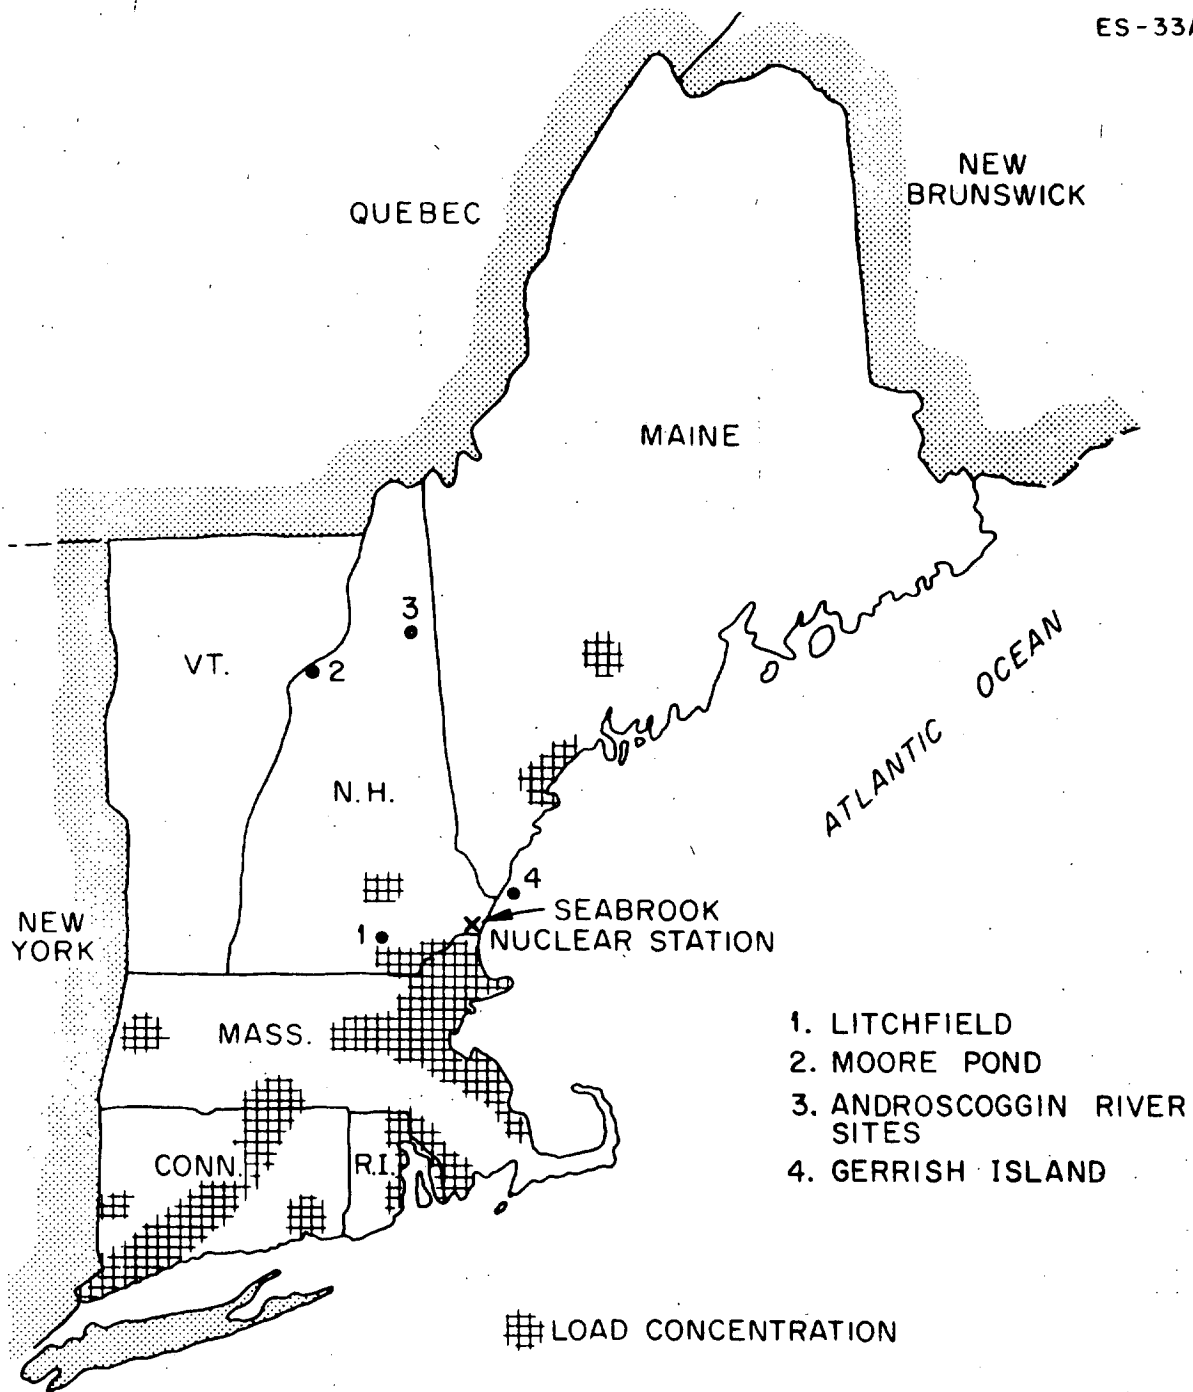 ES-33A
QUEBEC
NEW
BRUNSWICK
MAINE
3
VT.
2
ATLANTIC OCEAN
N.H.
4
SEABROOK
NUCLEAR STATION
1
NEW
YORK
MASS.
CONN.
R.I.
1. LITCHFIELD
2. MOORE POND
3. ANDROSCOGGIN RIVER
SITES
4. GERRISH ISLAND
LOAD CONCENTRATION